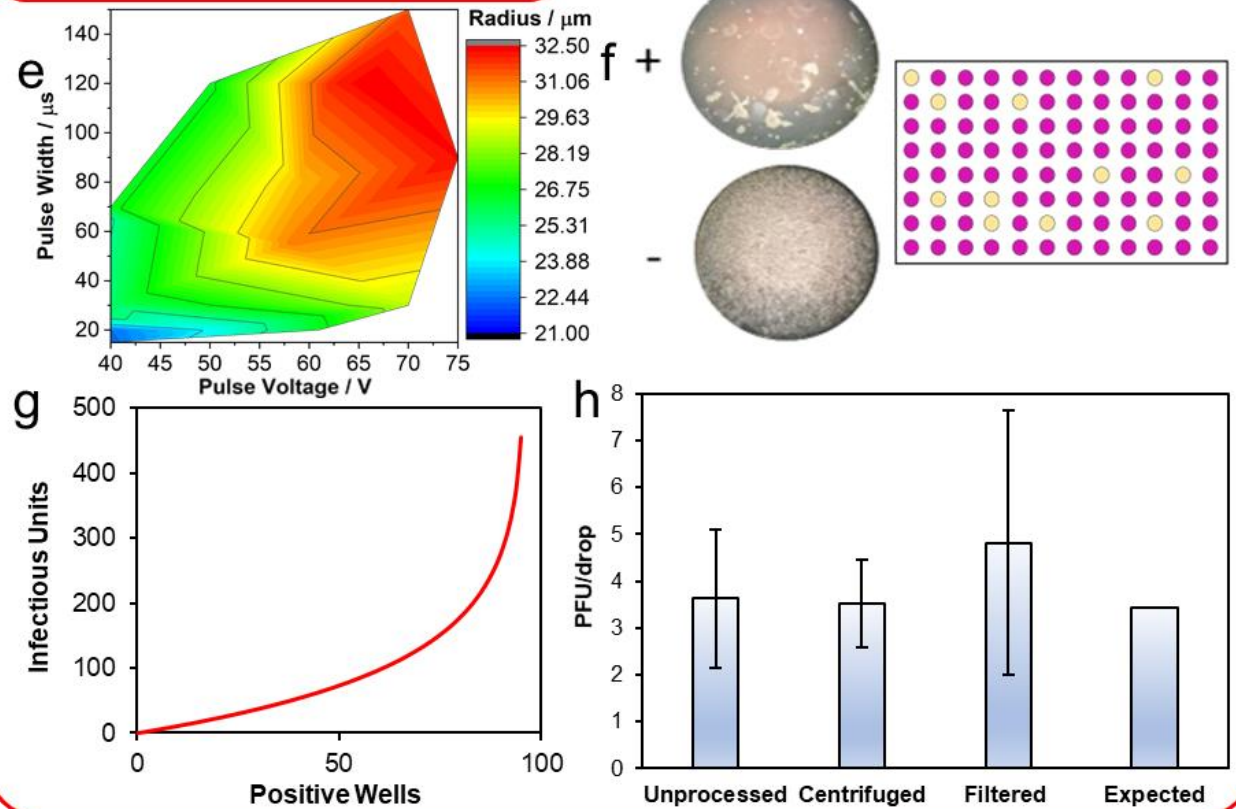 e
Radius / μm
32.50
31.06
29.63
28.19
26.75
25.31
23.88
22.44
21.00
Pulse Width / μs
140
120
100
80
60
40
20
40 45 50 55 60 65 70 75
Pulse Voltage / V
f
+
-
g
Infectious Units
500
400
300
200
100
0
0 50 100
Positive Wells
h
PFU/drop
8
7
6
5
4
3
2
1
0
Unprocessed Centrifuged Filtered Expected